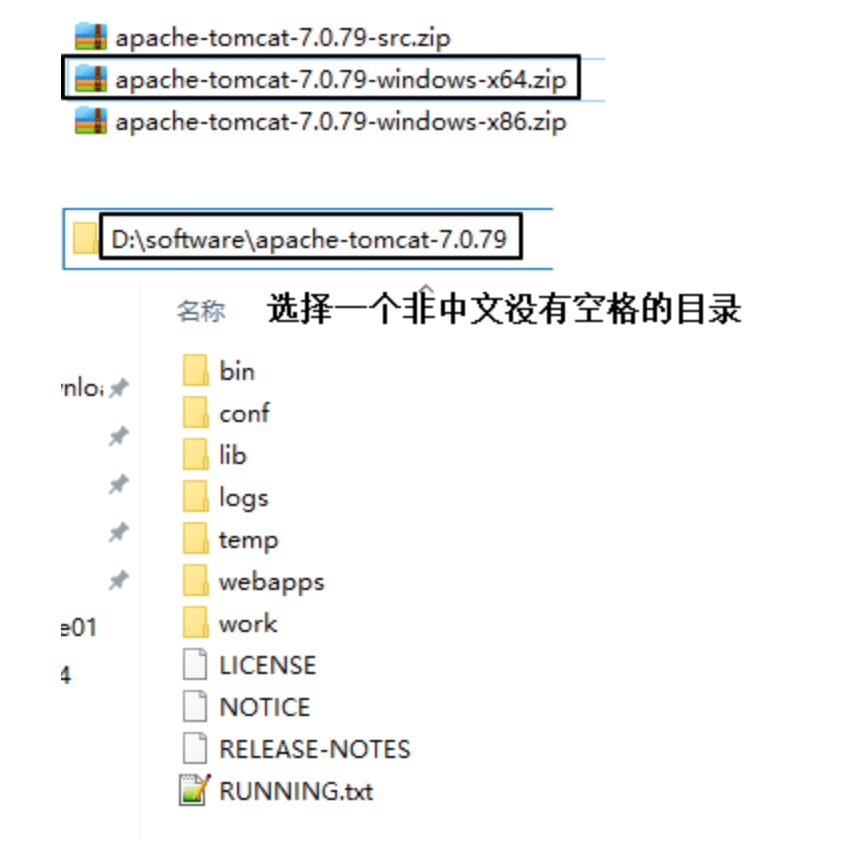 apache-tomcat-7.0.79-src.zip
apache-tomcat-7.0.79-windows-x64.zip
apache-tomcat-7.0.79-windows-x86.zip
D:\software\apache-tomcat-7.0.79
名称 选择一个非中文没有空格的目录
bin
conf
lib
logs
temp
webapps
work
e01
4
LICENSE
NOTICE
RELEASE-NOTES
RUNNING.txt